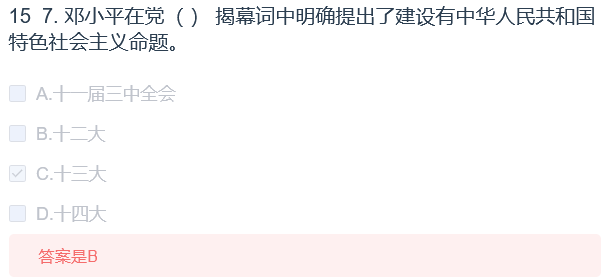 15 7. 邓小平在党（ ） 揭幕词中明确提出了建设有中华人民共和国
特色社会主义命题。
A.十一届三中全会
B.十二大
C.十三大
D.十四大
答案是B